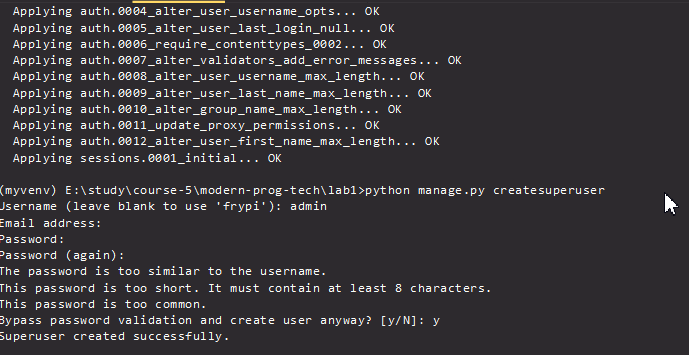 Applying auth.0004_alter_user_username_opts... OK
Applying auth.0005_alter_user_last_login_null... OK
Applying auth.0006_require_contenttypes_0002... OK
Applying auth.0007_alter_validators_add_error_messages... OK
Applying auth.0008_alter_user_username_max_length... OK
Applying auth.0009_alter_user_last_name_max_length... OK
Applying auth.0010_alter_group_name_max_length... OK
Applying auth.0011_update_proxy_permissions... OK
Applying auth.0012_alter_user_first_name_max_length... OK
Applying sessions.0001_initial... OK
(myvenv) E:\study\course-5\modern-prog-tech\lab1>python manage.py createsuperuser
Username (leave blank to use 'frypi'): admin
Email address:
Password:
Password (again):
The password is too similar to the username.
This password is too short. It must contain at least 8 characters.
This password is too common.
Bypass password validation and create user anyway? [y/N]: y
Superuser created successfully.